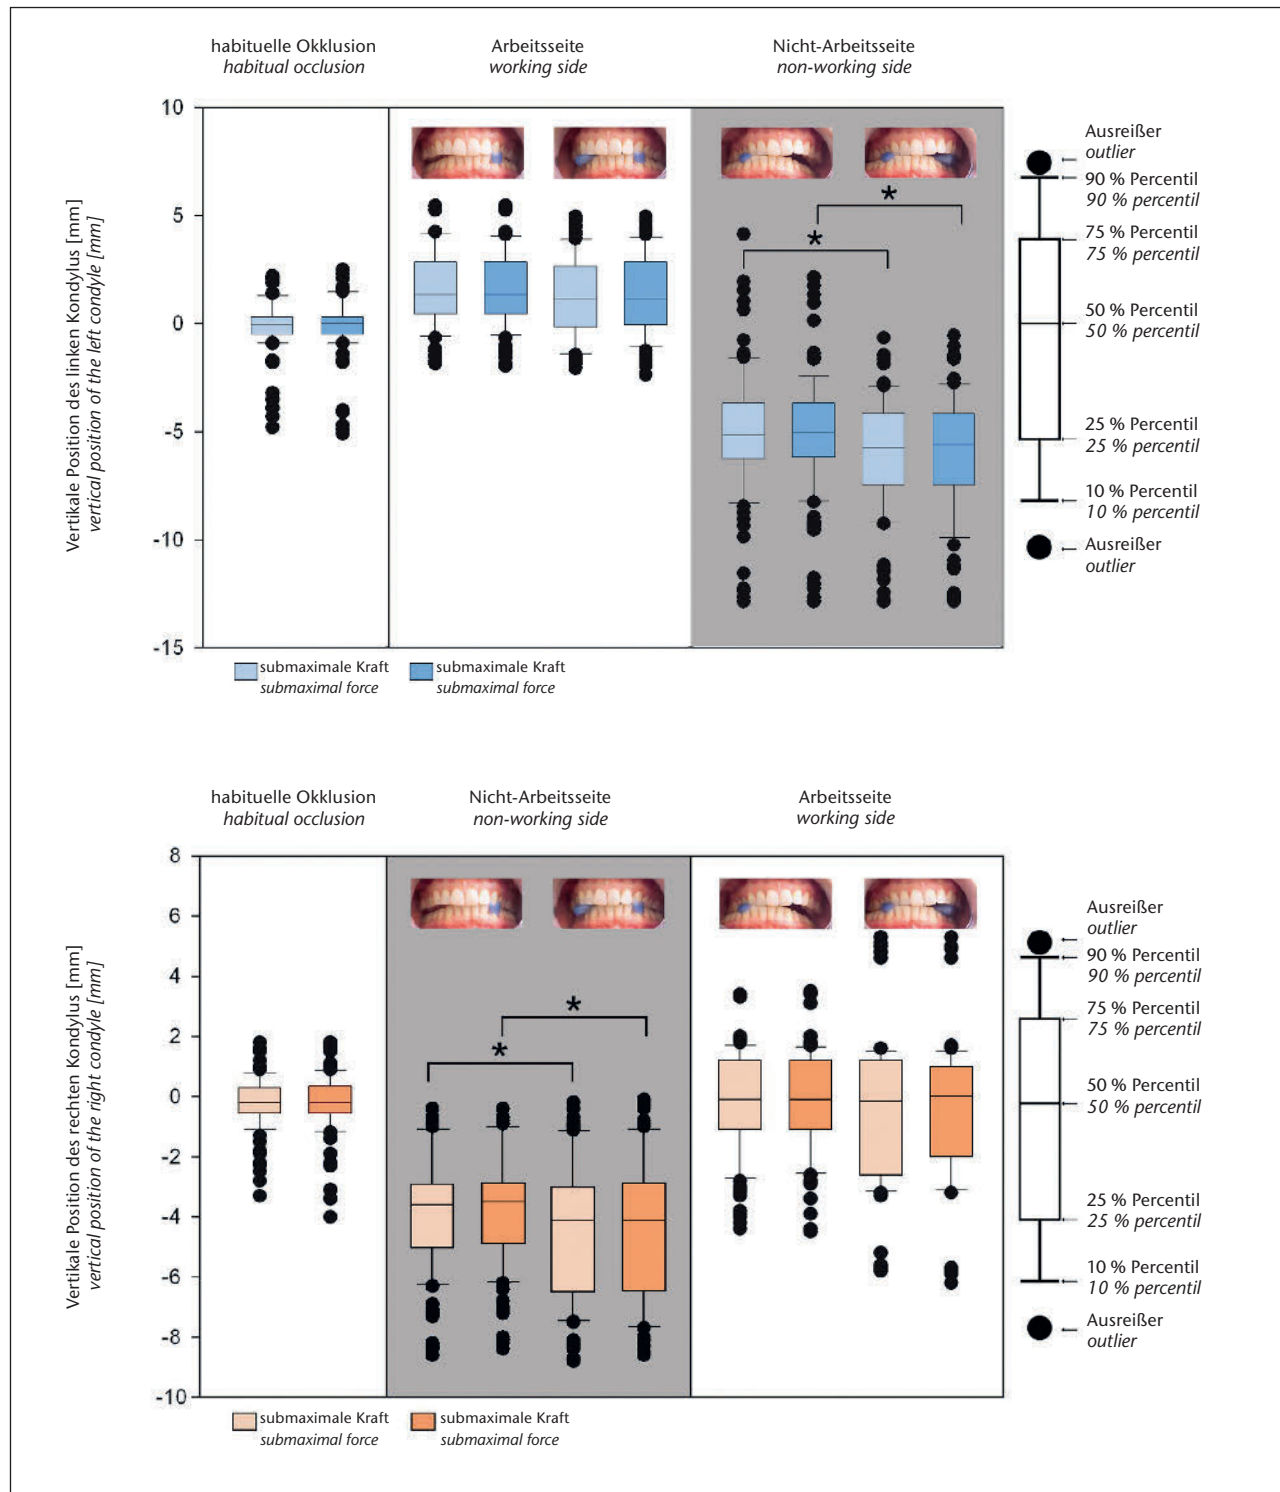 habituelle Okklusion
habitual occlusion
Arbeitsseite
working side
Nicht-Arbeitsseite
non-working side
Vertikale Position des linken Kondylus [mm]
vertical position of the left condyle [mm]
10
5
0
-5
-10
-15
*
*
Ausreißer
outlier
90 % Percentil
90 % percentil
75 % Percentil
75 % percentil
50 % Percentil
50 % percentil
25 % Percentil
25 % percentil
10 % Percentil
10 % percentil
Ausreißer
outlier
submaximale Kraft
submaximal force
submaximale Kraft
submaximal force
habituelle Okklusion
habitual occlusion
Nicht-Arbeitsseite
non-working side
Arbeitsseite
working side
Vertikale Position des rechten Kondylus [mm]
vertical position of the right condyle [mm]
8
6
4
2
0
-2
-4
-6
-8
-10
*
*
Ausreißer
outlier
90 % Percentil
90 % percentil
75 % Percentil
75 % percentil
50 % Percentil
50 % percentil
25 % Percentil
25 % percentil
10 % Percentil
10 % percentil
Ausreißer
outlier
submaximale Kraft
submaximal force
submaximale Kraft
submaximal force